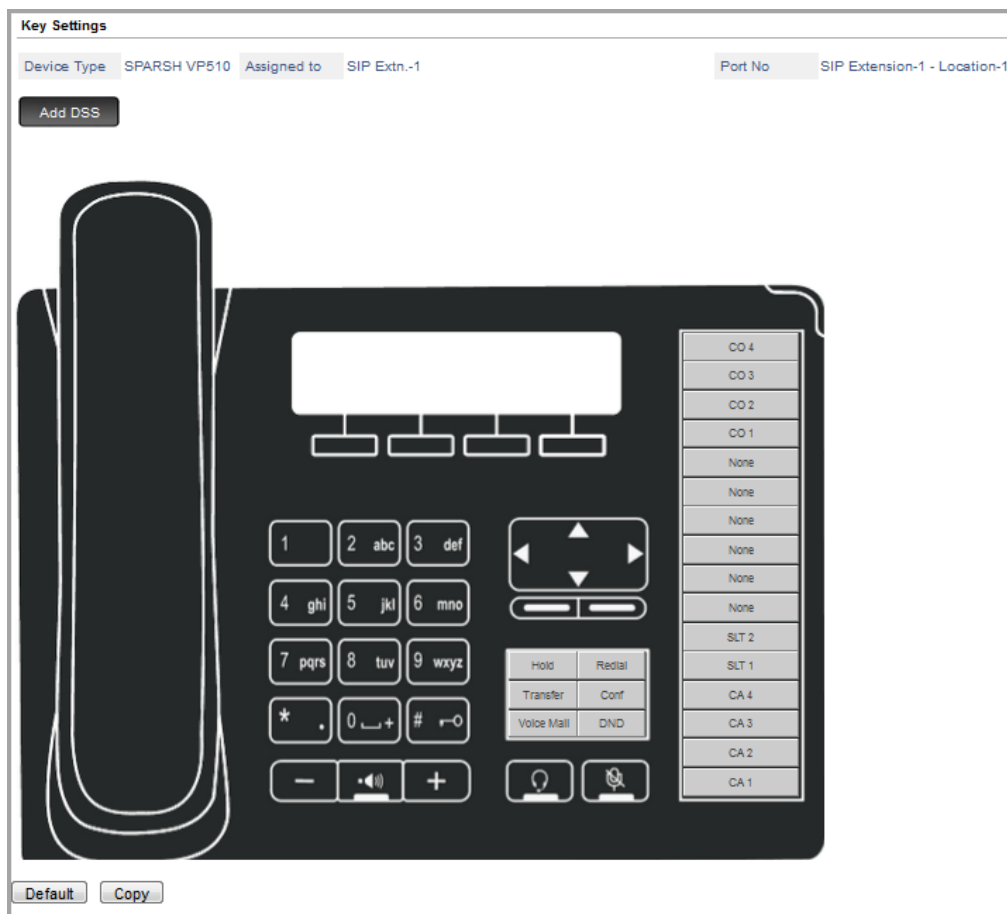 Key Settings
Device Type SPARSH VP510 Assigned to SIP Extn.-1 Port No SIP Extension-1 - Location-1
Add DSS
CO 4
CO 3
CO 2
CO 1
None
None
None
None
None
None
SLT 2
SLT 1
CA 4
CA 3
CA 2
CA 1
1 2 abc 3 def
4 ghi 5 jkl 6 mno
7 pqrs 8 tuv 9 wxyz
* . 0 + #
Hold Redial
Transfer Conf
Voice Mail DND
− +
Default Copy